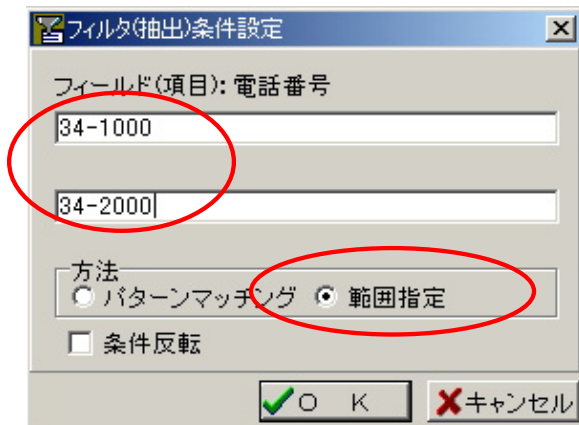 フィルタ(抽出)条件設定
フィールド(項目): 電話番号
34-1000
34-2000
方法
パターンマッチング 範囲指定
条件反転
O K キャンセル